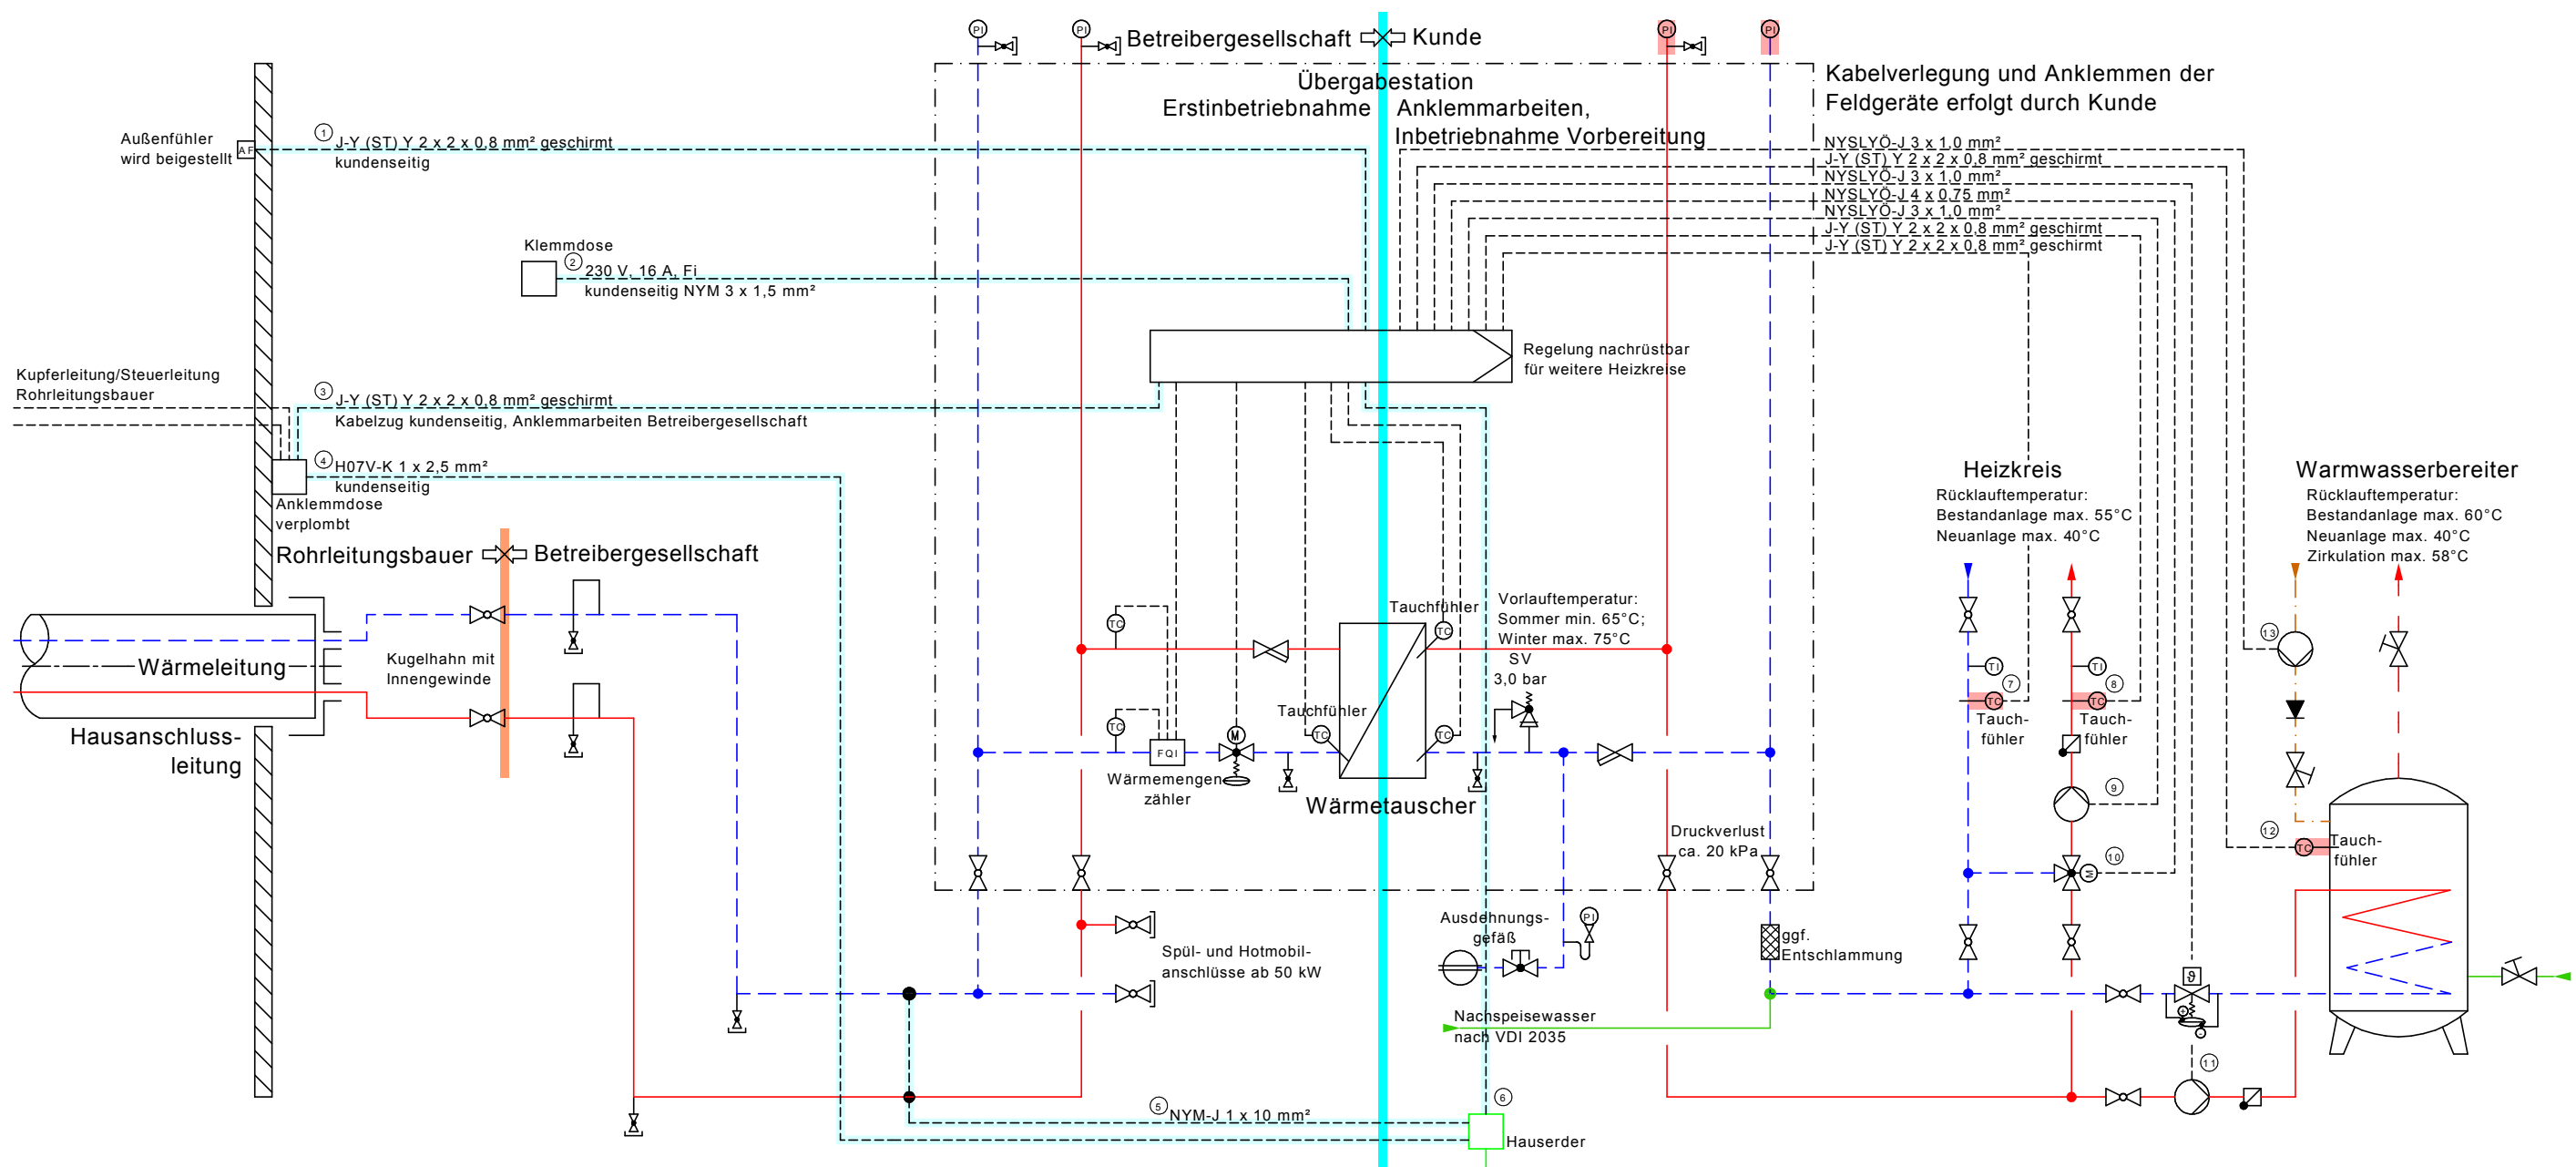 PI
PI
Betreibergesellschaft
Kunde
PI
PI
Übergabestation
Erstinbetriebnahme
Anklemmarbeiten,
Inbetriebnahme Vorbereitung
Kabelverlegung und Anklemmen der
Feldgeräte erfolgt durch Kunde
Außenfühler
wird beigestellt
AF
1
J-Y (ST) Y 2 x 2 x 0,8 mm² geschirmt
kundenseitig
NYSLYÖ-J 3 x 1,0 mm²
J-Y (ST) Y 2 x 2 x 0,8 mm² geschirmt
NYSLYÖ-J 3 x 1,0 mm²
NYSLYÖ-J 4 x 0,75 mm²
NYSLYÖ-J 3 x 1,0 mm²
J-Y (ST) Y 2 x 2 x 0,8 mm² geschirmt
J-Y (ST) Y 2 x 2 x 0,8 mm² geschirmt
Klemmdose
2
230 V, 16 A, Fi
kundenseitig NYM 3 x 1,5 mm²
Regelung nachrüstbar
für weitere Heizkreise
Kupferleitung/Steuerleitung
Rohrleitungsbauer
3
J-Y (ST) Y 2 x 2 x 0,8 mm² geschirmt
Kabelzug kundenseitig, Anklemmarbeiten Betreibergesellschaft
4
H07V-K 1 x 2,5 mm²
kundenseitig
Anklemmdose
verplombt
Rohrleitungsbauer
Betreibergesellschaft
Heizkreis
Rücklauftemperatur:
Bestandanlage max. 55°C
Neuanlage max. 40°C
Warmwasserbereiter
Rücklauftemperatur:
Bestandanlage max. 60°C
Neuanlage max. 40°C
Zirkulation max. 58°C
Wärmeleitung
Kugelhahn mit
Innengewinde
Hausanschluss-
leitung
TC
TC
FQI
Wärmemengen
zähler
M
Tauchfühler
TC
Tauchfühler
TC
TC
Wärmetauscher
Vorlauftemperatur:
Sommer min. 65°C;
Winter max. 75°C
SV
3,0 bar
Druckverlust
ca. 20 kPa
TI
7
TC
Tauch-
fühler
TI
8
TC
Tauch-
fühler
9
10
M
13
12
TC
Tauch-
fühler
Spül- und Hotmobil-
anschlüsse ab 50 kW
Ausdehnungs-
gefäß
PI
ggf.
Entschlammung
Nachspeisewasser
nach VDI 2035
ϑ
+
-
11
5
NYM-J 1 x 10 mm²
6
Hauserder